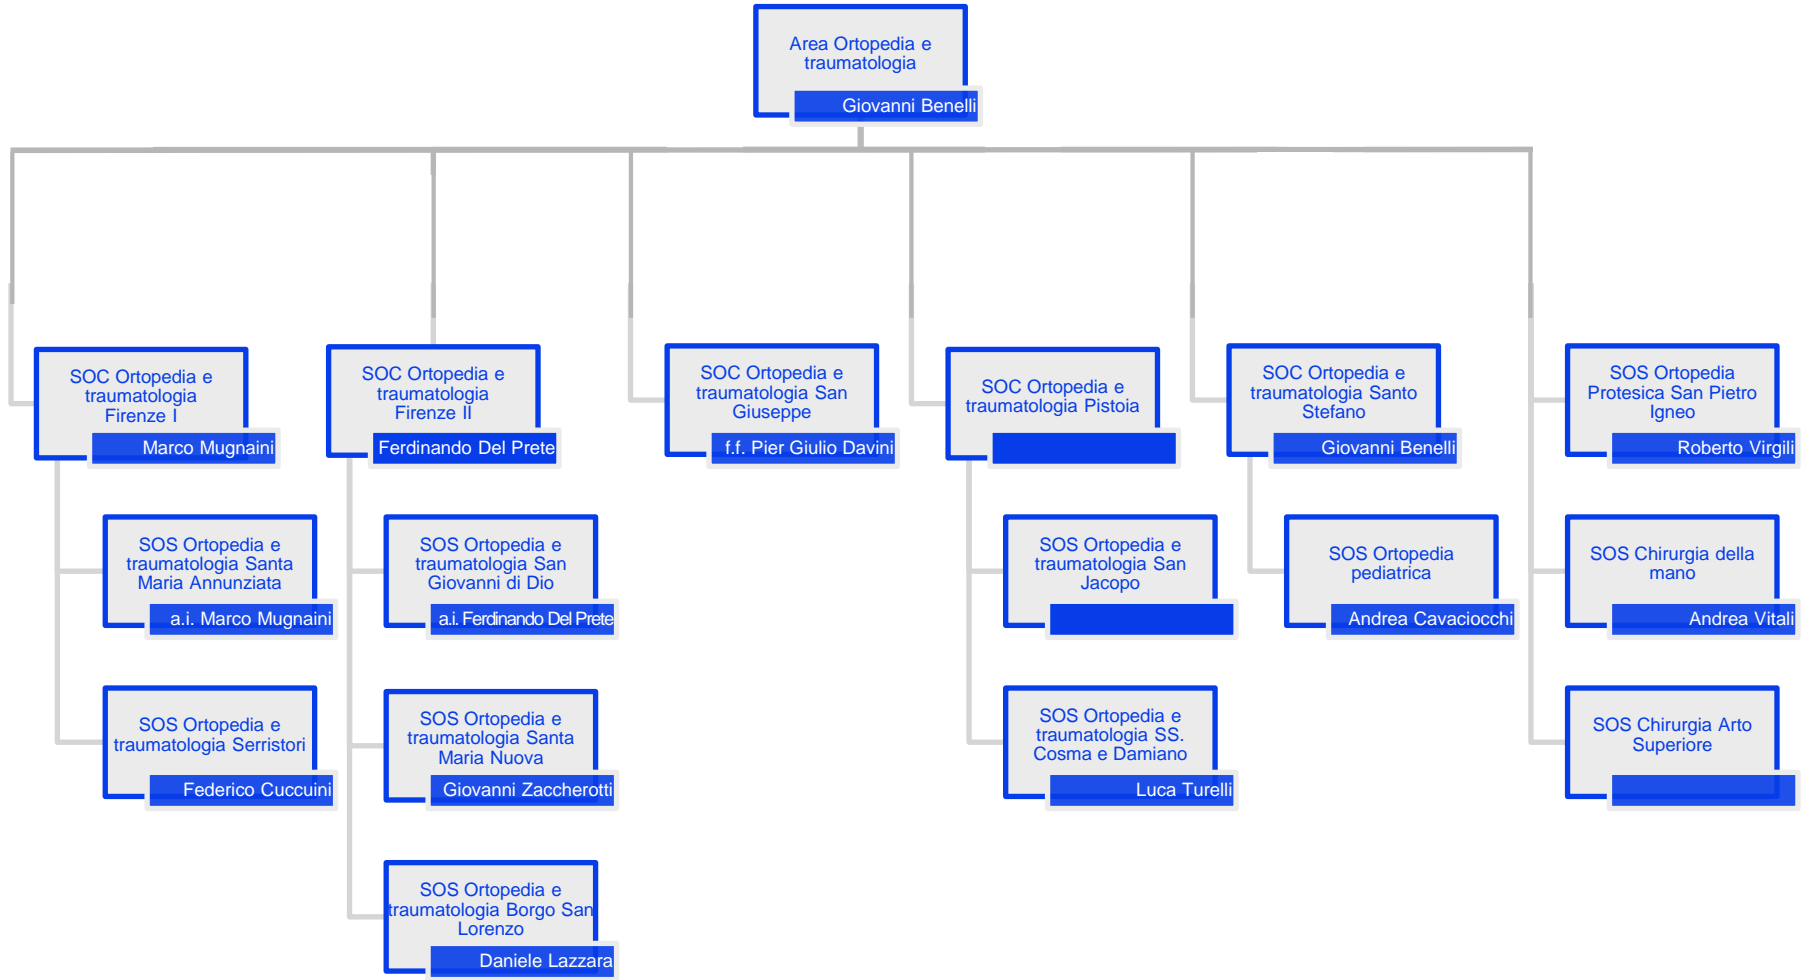 Area Ortopedia e
traumatologia
Giovanni Benelli
SOC Ortopedia e
traumatologia
Firenze I
Marco Mugnaini
SOC Ortopedia e
traumatologia
Firenze II
Ferdinando Del Prete
SOC Ortopedia e
traumatologia San
Giuseppe
f.f. Pier Giulio Davini
SOC Ortopedia e
traumatologia Pistoia
SOC Ortopedia e
traumatologia Santo
Stefano
Giovanni Benelli
SOS Ortopedia
Protesica San Pietro
Igneo
Roberto Virgili
SOS Ortopedia e
traumatologia Santa
Maria Annunziata
a.i. Marco Mugnaini
SOS Ortopedia e
traumatologia San
Giovanni di Dio
a.i. Ferdinando Del Prete
SOS Ortopedia e
traumatologia San
Jacopo
SOS Ortopedia
pediatrica
Andrea Cavaciocchi
SOS Chirurgia della
mano
Andrea Vitali
SOS Ortopedia e
traumatologia Serristori
Federico Cuccuini
SOS Ortopedia e
traumatologia Santa
Maria Nuova
Giovanni Zaccherotti
SOS Ortopedia e
traumatologia SS.
Cosma e Damiano
Luca Turelli
SOS Chirurgia Arto
Superiore
SOS Ortopedia e
traumatologia Borgo San
Lorenzo
Daniele Lazzara